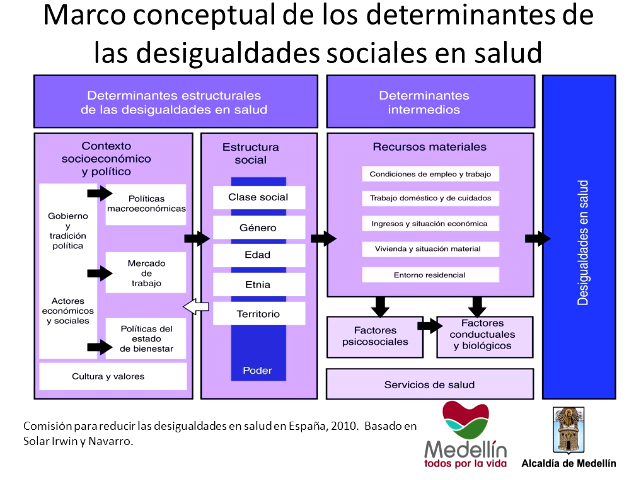 Marco conceptual de los determinantes de
las desigualdades sociales en salud
Determinantes estructurales
de las desigualdades en salud
Determinantes
intermedios
Contexto
socioeconómico
y político
Gobierno
y
tradición
política
Actores
económicos
y sociales
Políticas
macroeconómicas
Mercado
de
trabajo
Políticas del
estado
de bienestar
Cultura y valores
Estructura
social
Clase social
Género
Edad
Etnia
Territorio
Poder
Recursos materiales
Condiciones de empleo y trabajo
Trabajo doméstico y de cuidados
Ingresos y situación económica
Vivienda y situación material
Entorno residencial
Factores
psicosociales
Factores
conductuales
y biológicos
Servicios de salud
Desigualdades en salud
Comisión para reducir las desigualdades en salud en España, 2010. Basado en
Solar Irwin y Navarro.
Medellín
todos por la vida
Alcaldía de Medellín